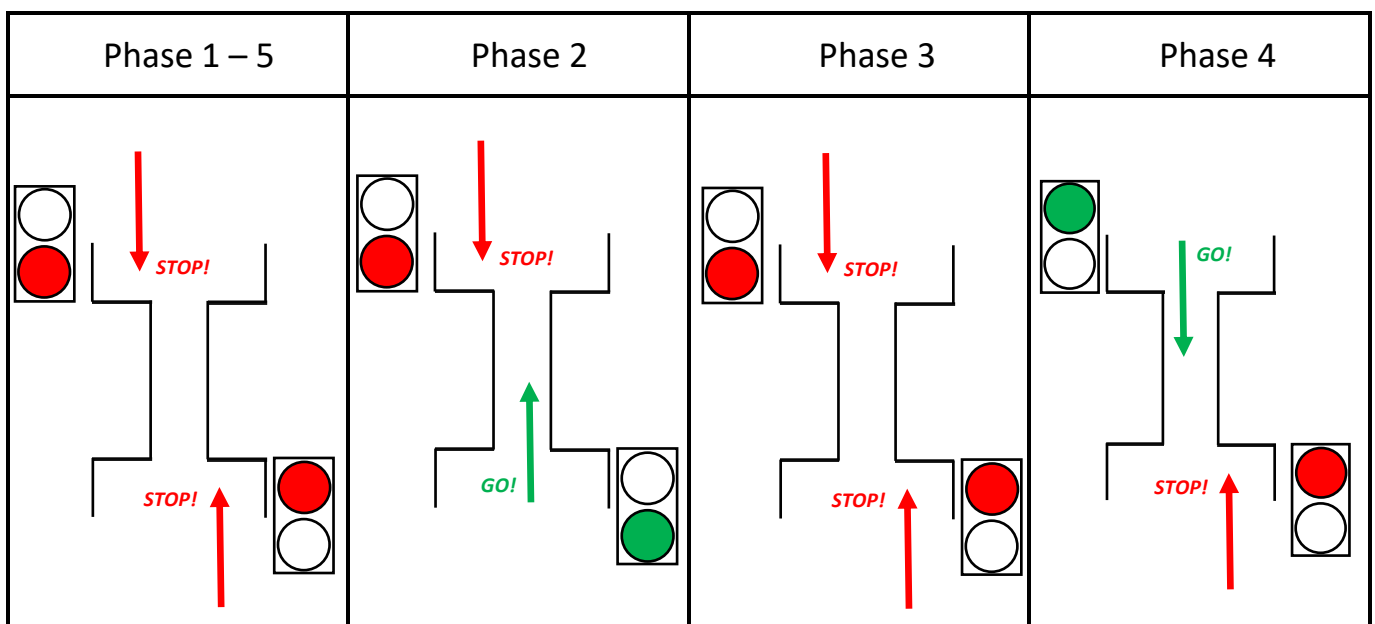 Phase 1 – 5
Phase 2
Phase 3
Phase 4
STOP!
STOP!
STOP!
GO!
STOP!
STOP!
GO!
STOP!